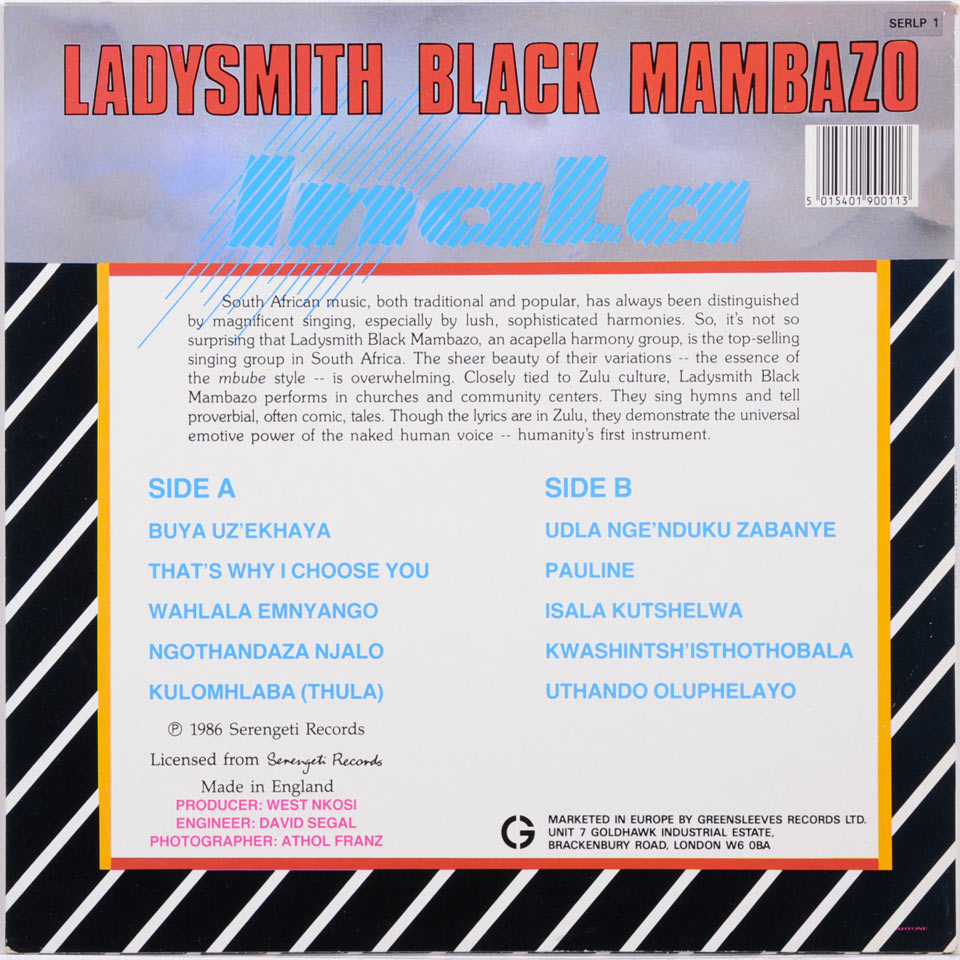 SERLP 1
LADYSMITH BLACK MAMBAZO
Inala
5 015401 900113
South African music, both traditional and popular, has always been distinguished
by magnificent singing, especially by lush, sophisticated harmonies. So, it's not so
surprising that Ladysmith Black Mambazo, an acapella harmony group, is the top-selling
singing group in South Africa. The sheer beauty of their variations -- the essence of
the mbube style -- is overwhelming. Closely tied to Zulu culture, Ladysmith Black
Mambazo performs in churches and community centers. They sing hymns and tell
proverbial, often comic, tales. Though the lyrics are in Zulu, they demonstrate the universal
emotive power of the naked human voice -- humanity's first instrument.
SIDE A
BUYA UZ'EKHAYA
THAT'S WHY I CHOOSE YOU
WAHLALA EMNYANGO
NGOTHANDAZA NJALO
KULOMHLABA (THULA)
SIDE B
UDLA NGE'NDUKU ZABANYE
PAULINE
ISALA KUTSHELWA
KWASHINTSH'ISTHOTHOBALA
UTHANDO OLUPHELAYO
℗ 1986 Serengeti Records
Licensed from Serengeti Records
Made in England
PRODUCER: WEST NKOSI
ENGINEER: DAVID SEGAL
PHOTOGRAPHER: ATHOL FRANZ
G
MARKETED IN EUROPE BY GREENSLEEVES RECORDS LTD.
UNIT 7 GOLDHAWK INDUSTRIAL ESTATE,
BRACKENBURY ROAD, LONDON W6 0BA